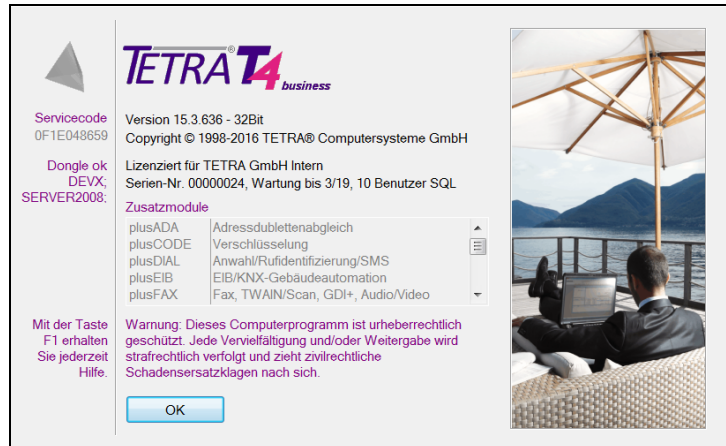 TETRA® T4
business
Servicecode
0F1E048659
Version 15.3.636 - 32Bit
Copyright © 1998-2016 TETRA® Computersysteme GmbH
Dongle ok
DEVX;
SERVER2008;
Lizenziert für TETRA GmbH Intern
Serien-Nr. 00000024, Wartung bis 3/19, 10 Benutzer SQL
Zusatzmodule
plusADA Adressdublettenabgleich
plusCODE Verschlüsselung
plusDIAL Anwahl/Rufidentifizierung/SMS
plusEIB EIB/KNX-Gebäudeautomation
plusFAX Fax, TWAIN/Scan, GDI+, Audio/Video
Mit der Taste
F1 erhalten
Sie jederzeit
Hilfe.
Warnung: Dieses Computerprogramm ist urheberrechtlich
geschützt. Jede Vervielfältigung und/oder Weitergabe wird
strafrechtlich verfolgt und zieht zivilrechtliche
Schadensersatzklagen nach sich.
OK